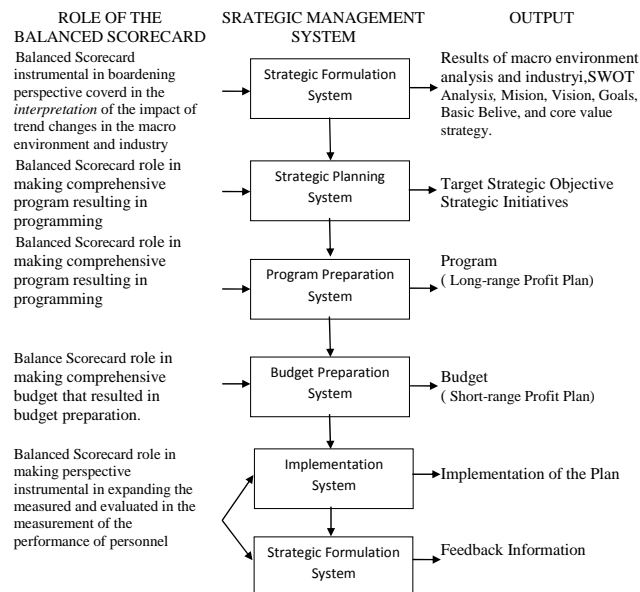 ROLE OF THE
BALANCED SCORECARD
SRATEGIC MANAGEMENT
SYSTEM
OUTPUT
Balanced Scorecard
instrumental in boardening
perspective coverd in the
interpretation of the impact of
trend changes in the macro
environment and industry
Strategic Formulation
System
Results of macro environment
analysis and industryi,SWOT
Analysis, Mision, Vision, Goals,
Basic Belive, and core value
strategy.
Balanced Scorecard role in
making comprehensive
program resulting in
programming
Strategic Planning
System
Target Strategic Objective
Strategic Initiatives
Balanced Scorecard role in
making comprehensive
program resulting in
programming
Program Preparation
System
Program
( Long-range Profit Plan)
Balance Scorecard role in
making comprehensive
budget that resulted in
budget preparation.
Budget Preparation
System
Budget
( Short-range Profit Plan)
Balanced Scorecard role in
making perspective
instrumental in expanding the
measured and evaluated in the
measurement of the
performance of personnel
Implementation
System
Implementation of the Plan
Strategic Formulation
System
Feedback Information